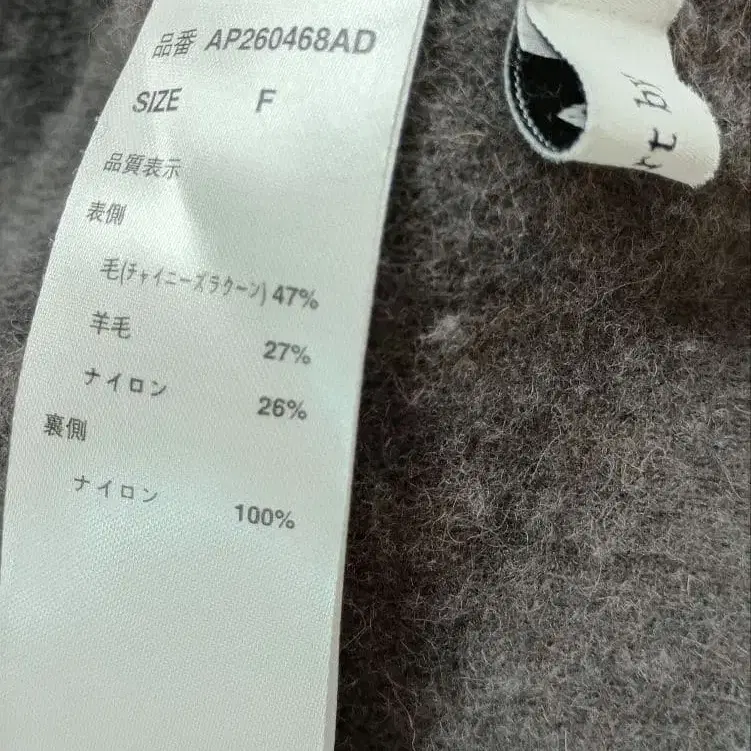 品番 AP260468AD
SIZE F
品質表示
表側
毛(チャイニーズラクーン) 47%
羊毛 27%
ナイロン 26%
裏側
ナイロン 100%
by